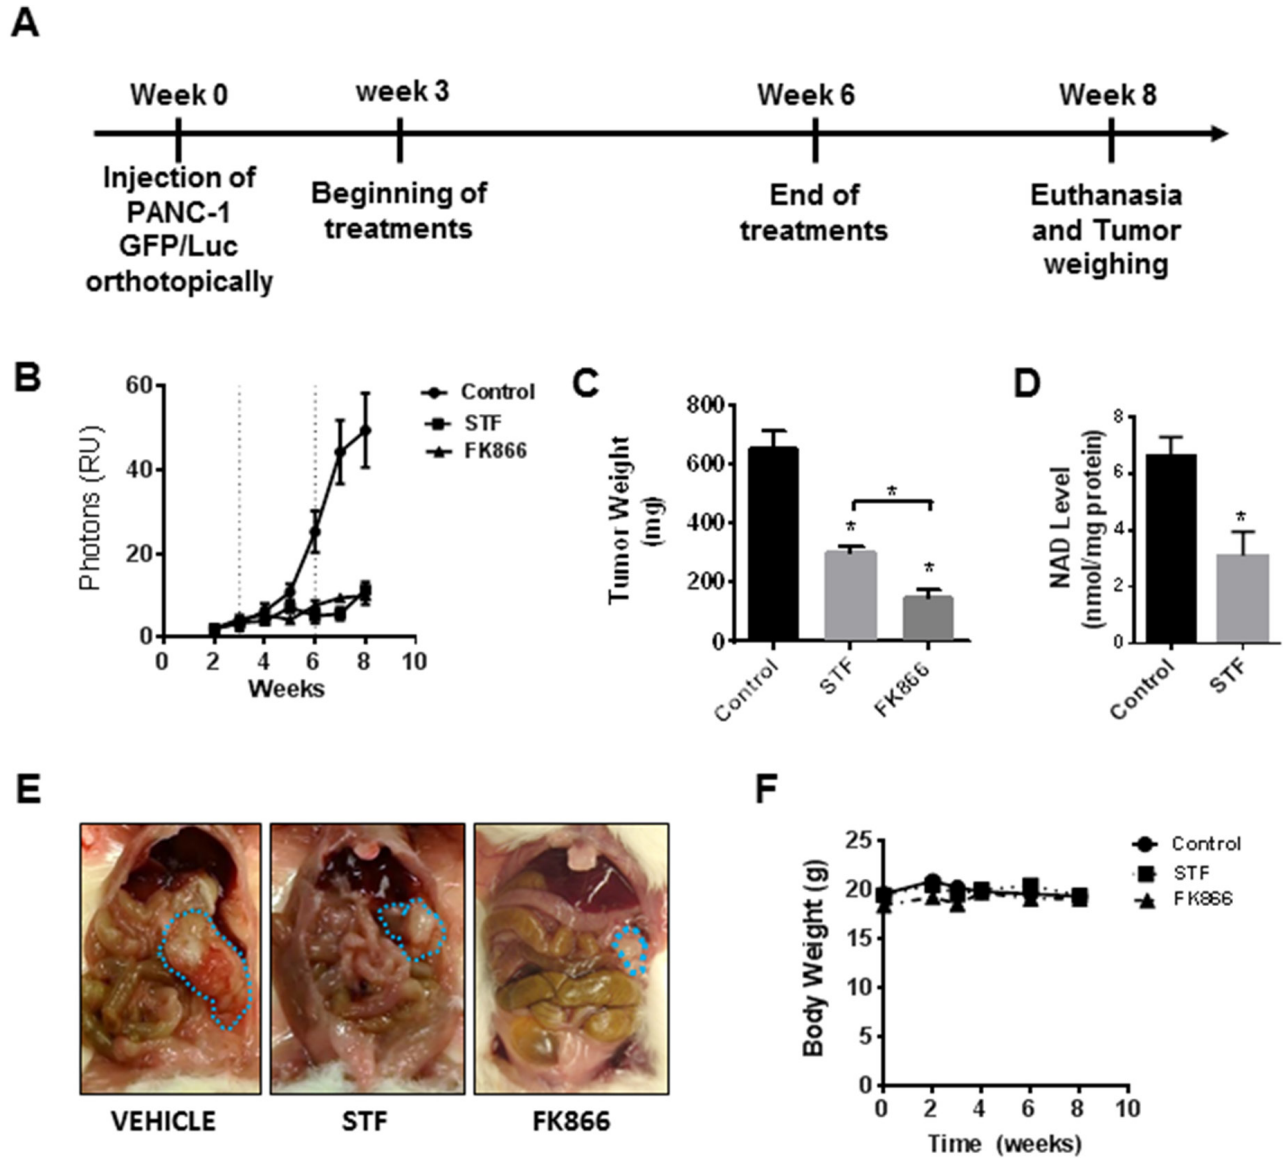 A
Week 0
week 3
Week 6
Week 8
Injection of
PANC-1
GFP/Luc
orthotopically
Beginning of
treatments
End of
treatments
Euthanasia
and Tumor
weighing
B
Photons (RU)
60
40
20
0
0 2 4 6 8 10
Weeks
Control
STF
FK866
C
Tumor Weight
(mg)
800
600
400
200
0
*
*
*
Control
STF
FK866
D
NAD Level
(nmol/mg protein)
8
6
4
2
0
*
Control
STF
E
VEHICLE
STF
FK866
F
Body Weight (g)
25
20
15
10
5
0
0 2 4 6 8 10
Time (weeks)
Control
STF
FK866